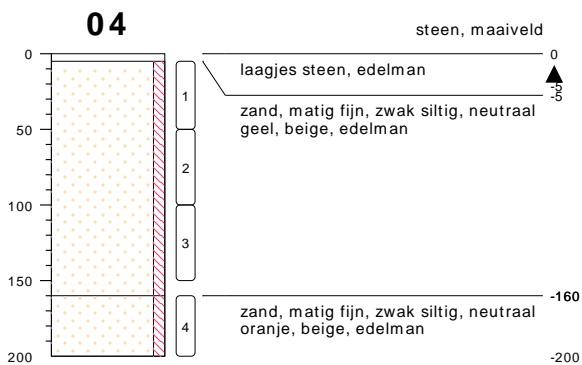 04
steen, maaiveld
0
0
laagjes steen, edelman
-5
-5
1
zand, matig fijn, zwak siltig, neutraal
geel, beige, edelman
50
2
100
3
150
-160
zand, matig fijn, zwak siltig, neutraal
oranje, beige, edelman
4
200
-200